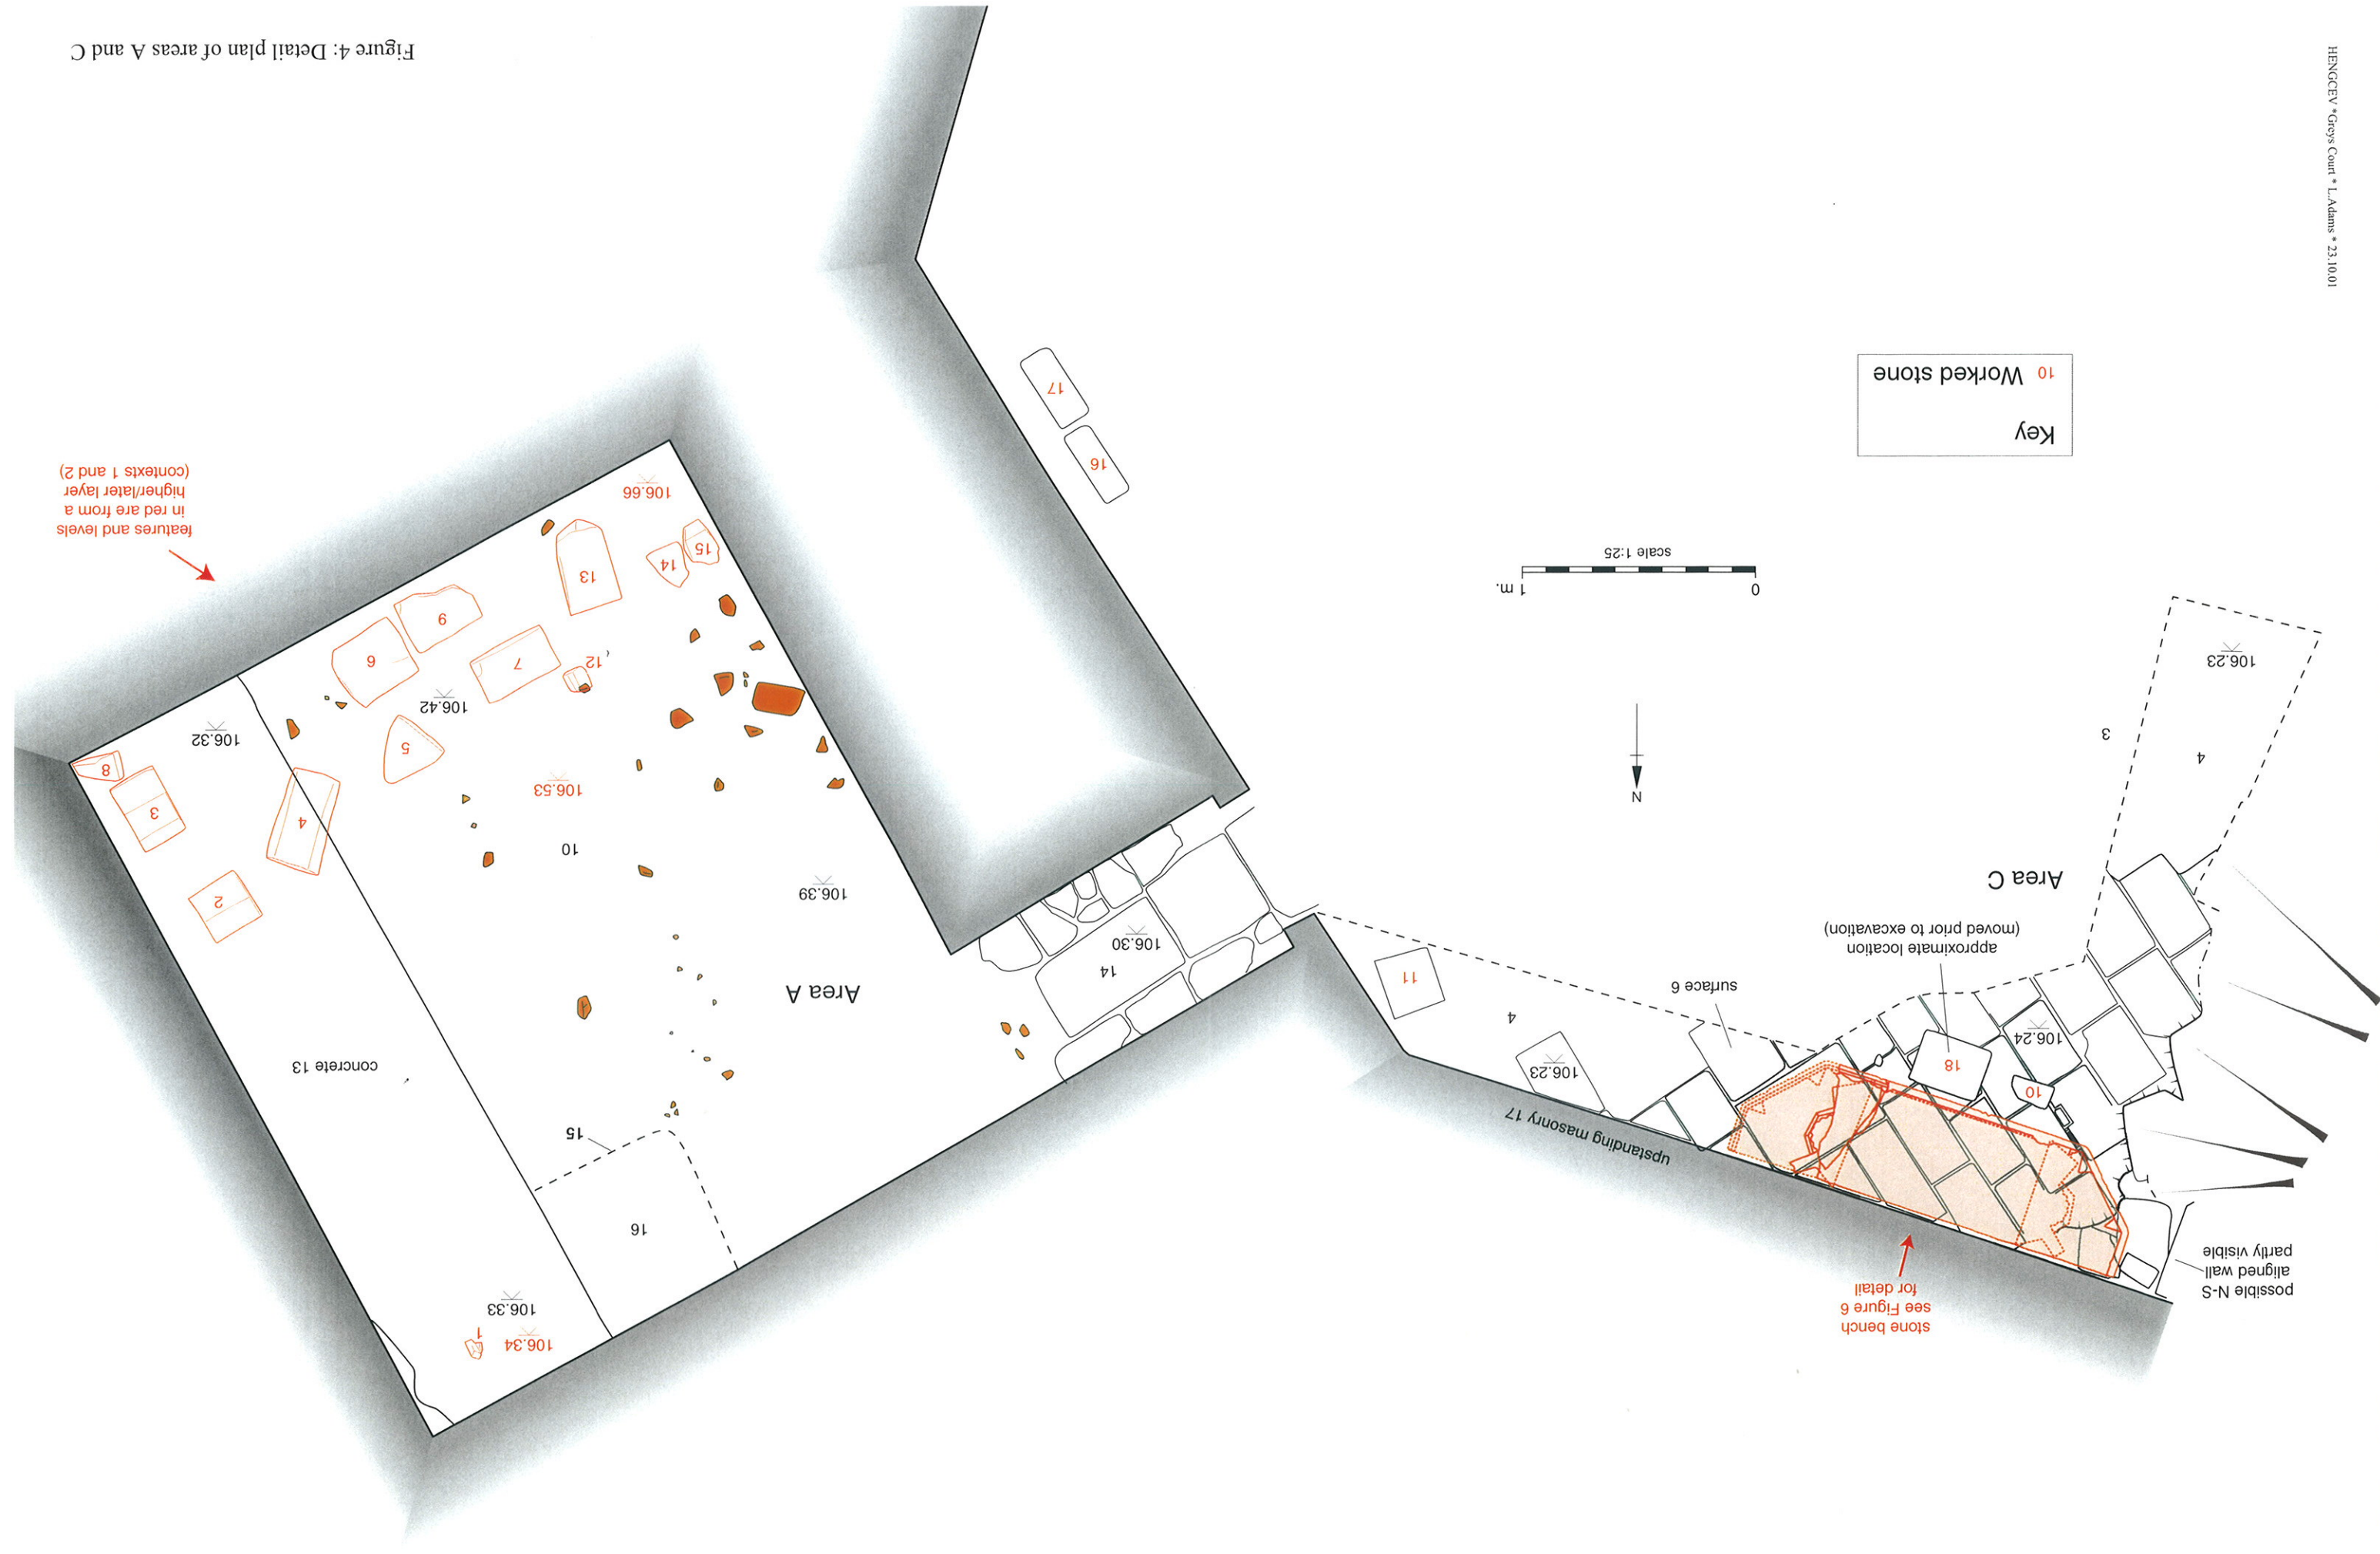 possible N-S
aligned wall
partly visible
stone bench
see Figure 6
for detail
106.34
1
106.33
16
upstanding masonry 17
15
10
18
106.23
concrete 13
106.24
4
surface 6
11
Area A
14
approximate location
(moved prior to excavation)
106.30
2
106.39
Area C
10
4
3
N
106.53
8
4
5
3
106.32
106.42
106.23
7
12
6
9
0
1 m.
scale 1:25
13
14
15
106.66
features and levels
in red are from a
higher/later layer
(contexts 1 and 2)
16
Key
17
10 Worked stone
HENGCEV *Greys Court * L.Adams * 23.10.01
Figure 4: Detail plan of areas A and C